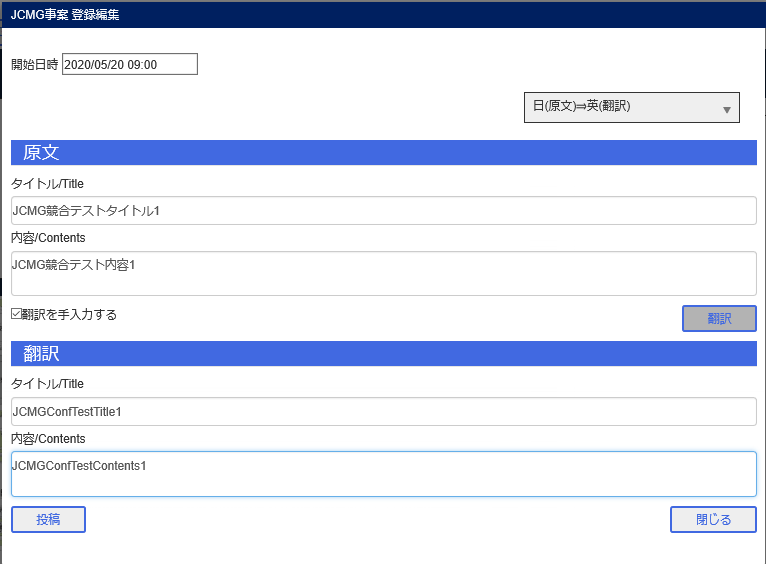 JCMG事案 登録編集
開始日時 2020/05/20 09:00
日(原文)⇒英(翻訳)
原文
タイトル/Title
JCMG競合テストタイトル1
内容/Contents
JCMG競合テスト内容1
翻訳を手入力する
翻訳
翻訳
タイトル/Title
JCMGConfTestTitle1
内容/Contents
JCMGConfTestContents1
投稿
閉じる